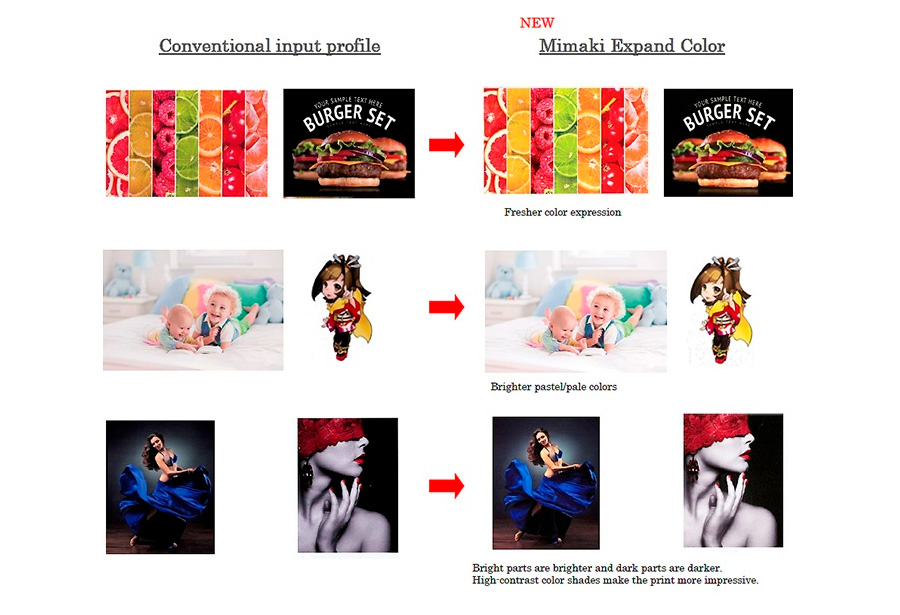 NEW
Conventional input profile
Mimaki Expand Color
YOUR SAMPLE TEXT HERE
BURGER SET
YOUR SAMPLE TEXT HERE
BURGER SET
Fresher color expression
Brighter pastel/pale colors
Bright parts are brighter and dark parts are darker.
High-contrast color shades make the print more impressive.